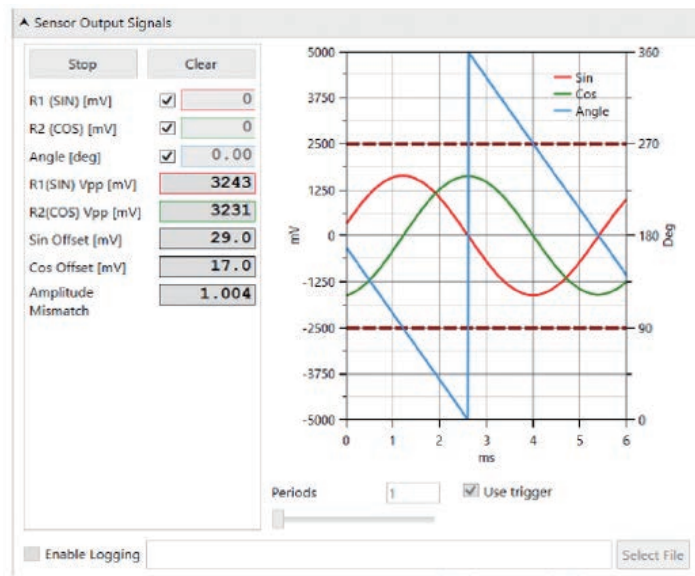 Sensor Output Signals
Stop Clear
R1 (SIN) [mV] 0
R2 (COS) [mV] 0
Angle [deg] 0.00
R1(SIN) Vpp [mV] 3243
R2(COS) Vpp [mV] 3231
Sin Offset [mV] 29.0
Cos Offset [mV] 17.0
Amplitude
Mismatch 1.004
5000 360
3750
Sin
Cos
Angle
2500 270
1250
mV
0 180
Deg
-1250
-2500 90
-3750
-5000 0
0 1 2 3 4 5 6
ms
Periods 1 Use trigger
Enable Logging Select File